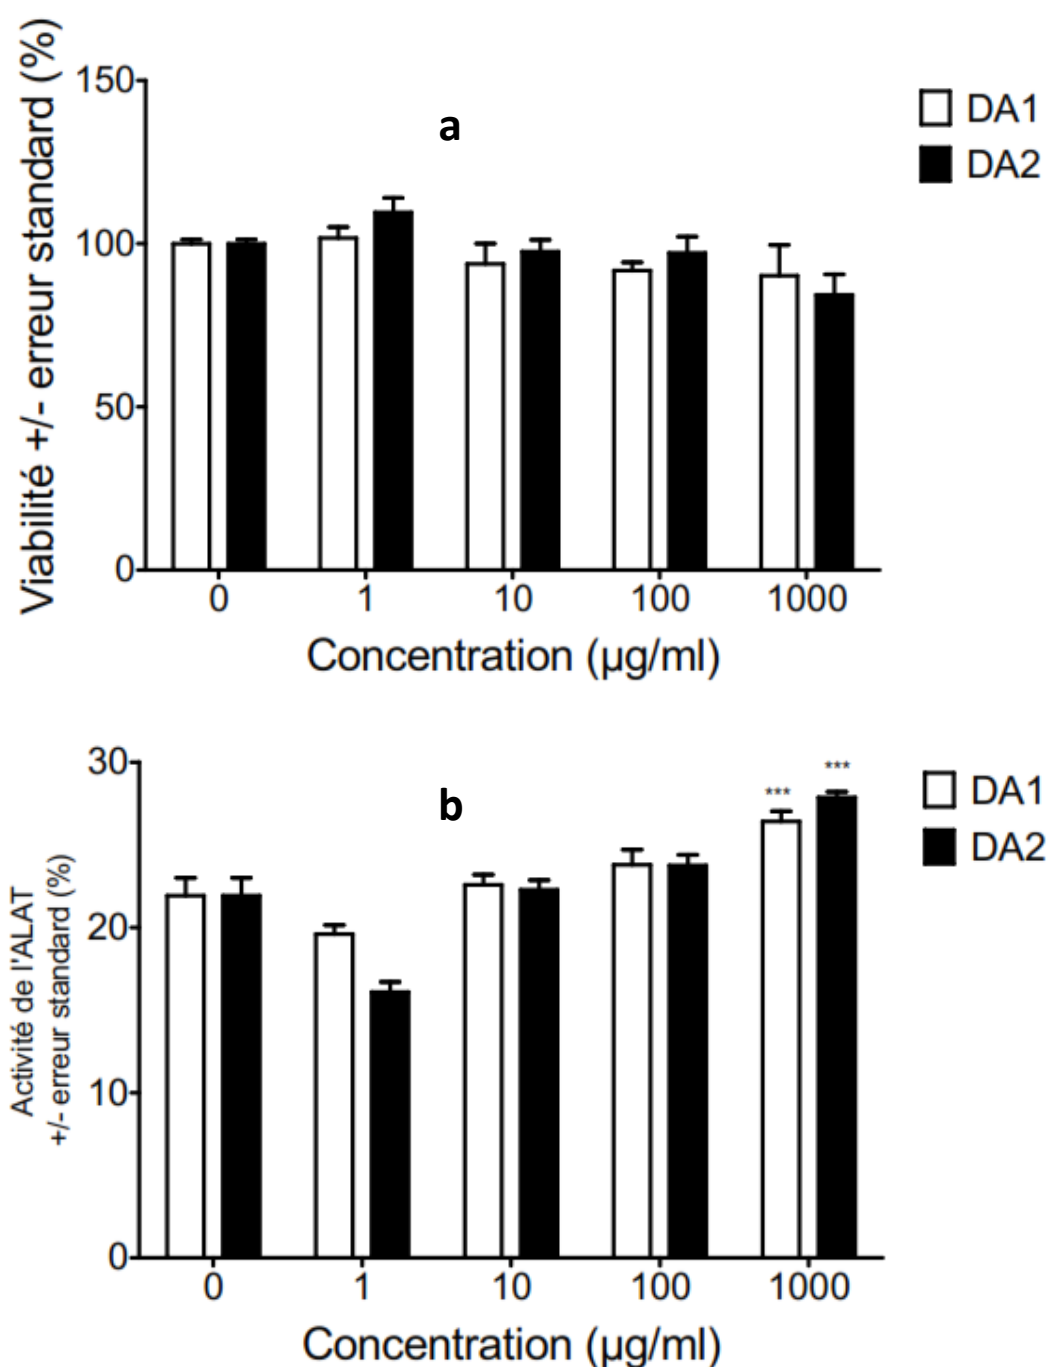 Viabilité +/- erreur standard (%)
150
100
50
0
a
DA1
DA2
0 1 10 100 1000
Concentration (µg/ml)
Activité de l'ALAT
+/- erreur standard (%)
30
20
10
0
b
***
***
DA1
DA2
0 1 10 100 1000
Concentration (µg/ml)